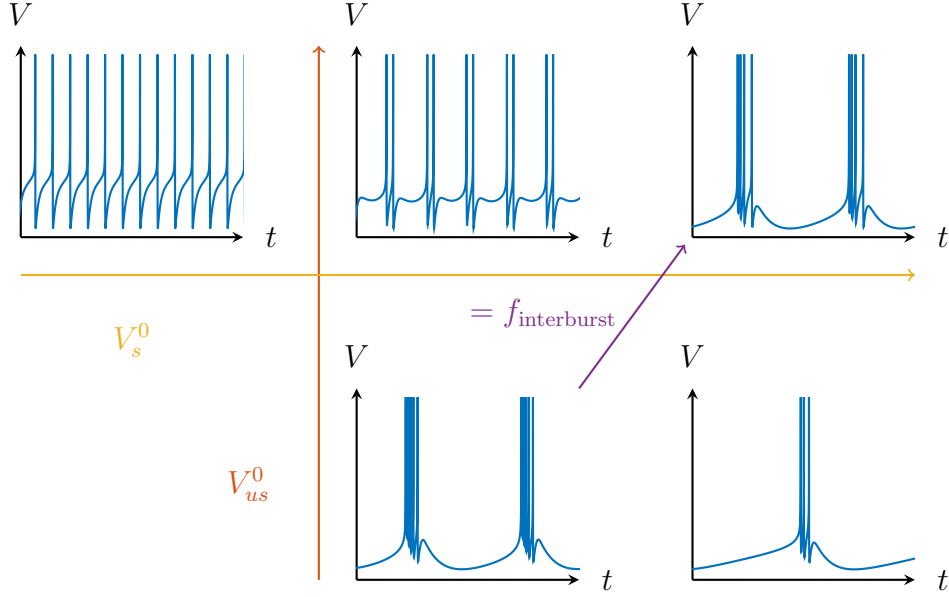 V V V
t t t
= f_interburst
V_s^0
V V
V_us^0
t t